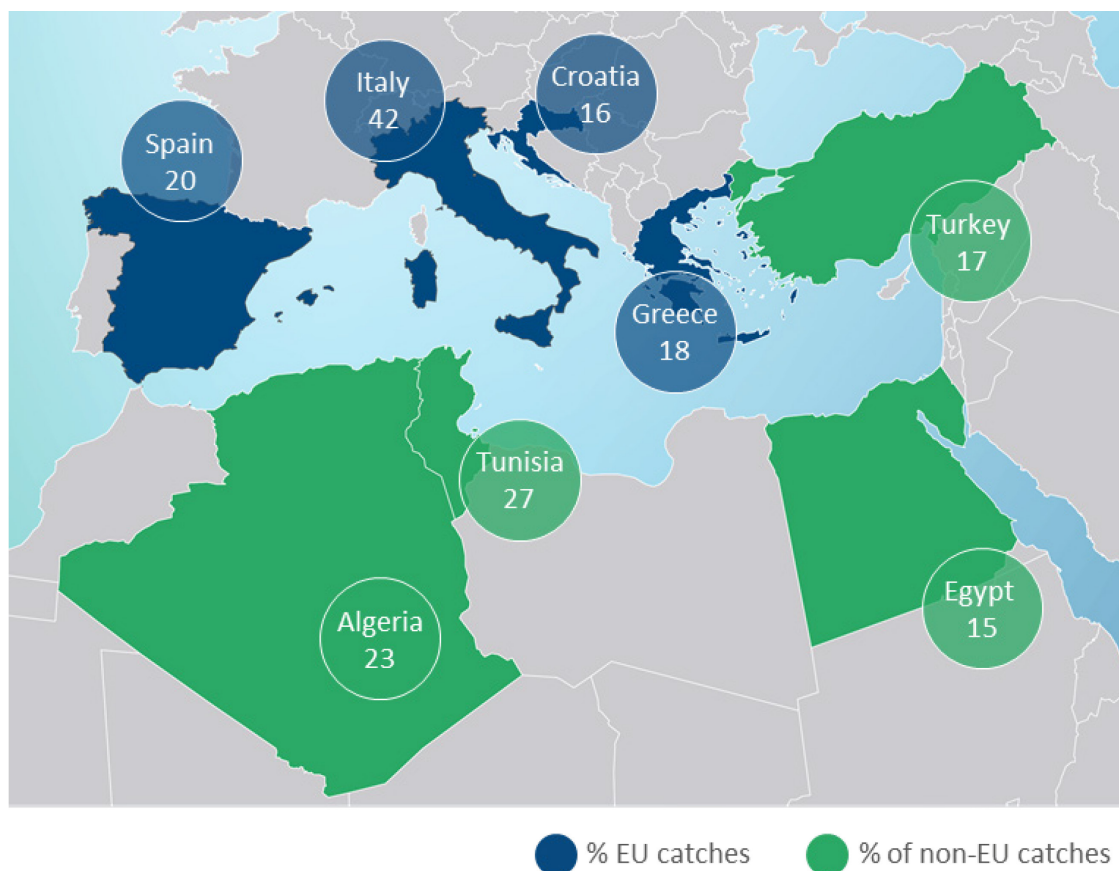 Italy
42
Croatia
16
Spain
20
Turkey
17
Greece
18
Tunisia
27
Algeria
23
Egypt
15
% EU catches
% of non-EU catches